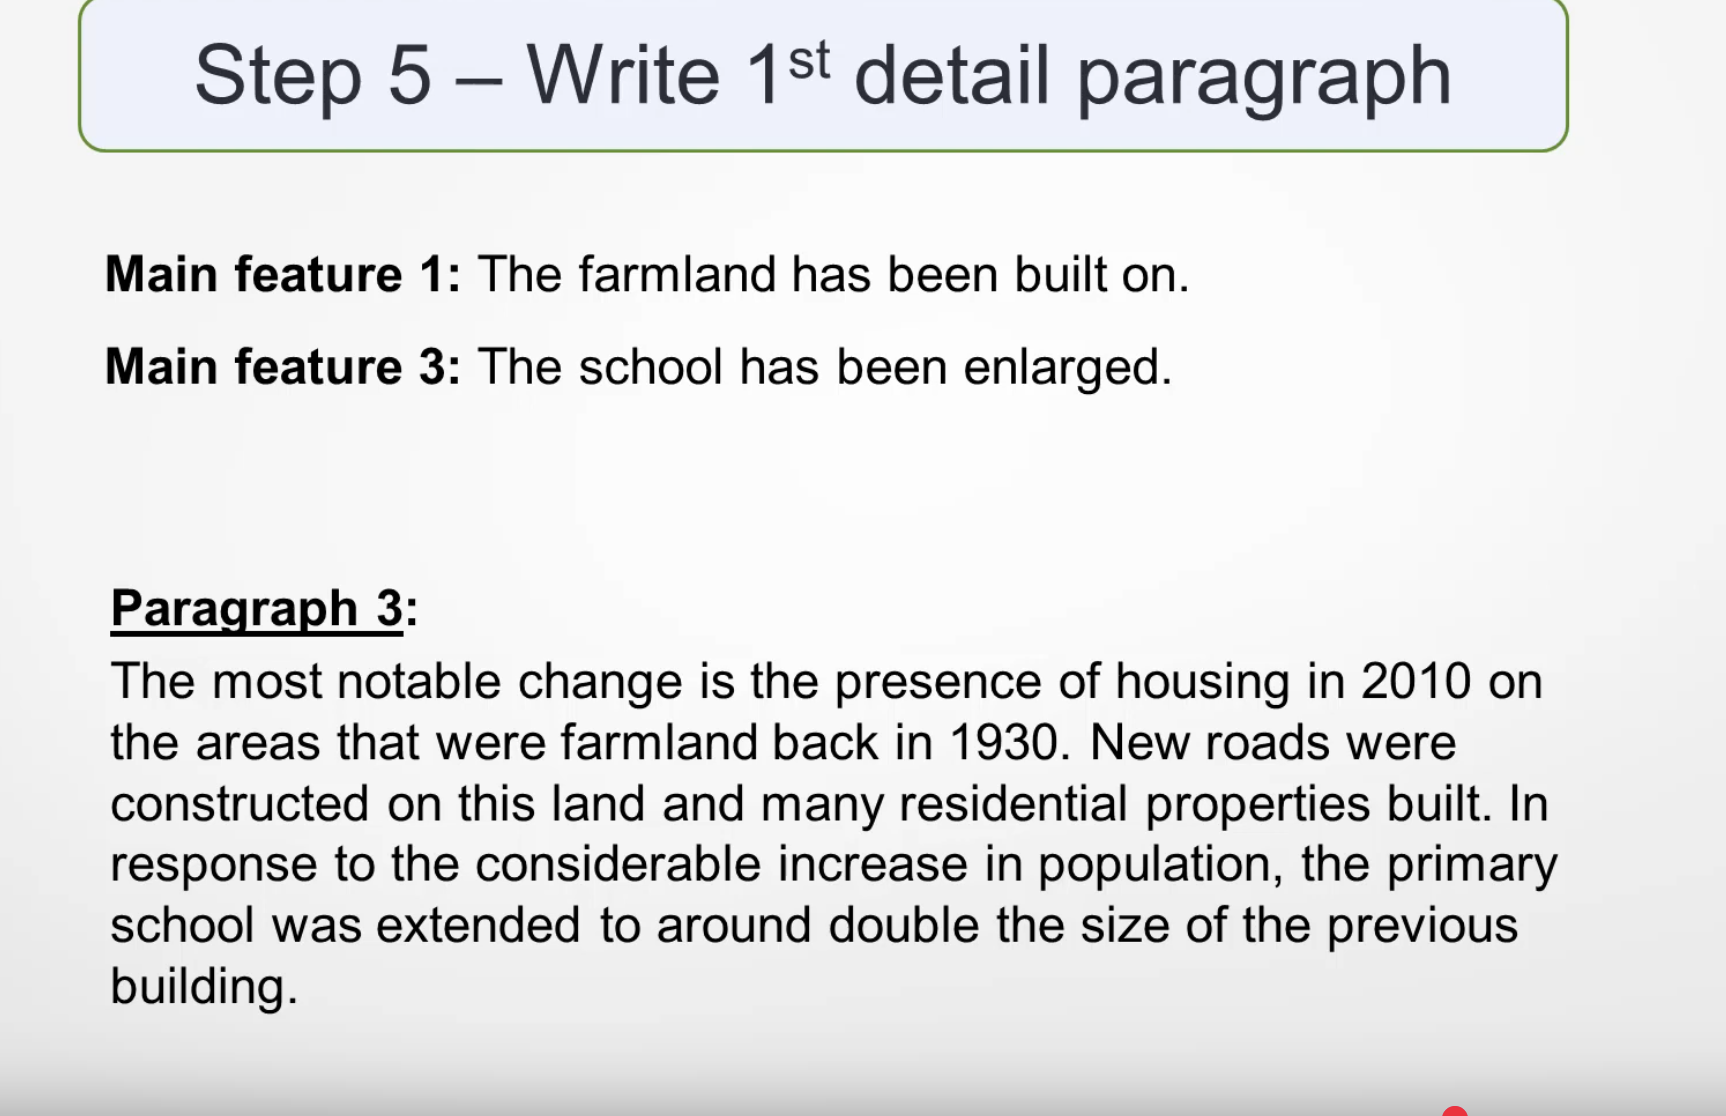 Step 5 – Write 1st detail paragraph
Main feature 1: The farmland has been built on.
Main feature 3: The school has been enlarged.
Paragraph 3:
The most notable change is the presence of housing in 2010 on
the areas that were farmland back in 1930. New roads were
constructed on this land and many residential properties built. In
response to the considerable increase in population, the primary
school was extended to around double the size of the previous
building.